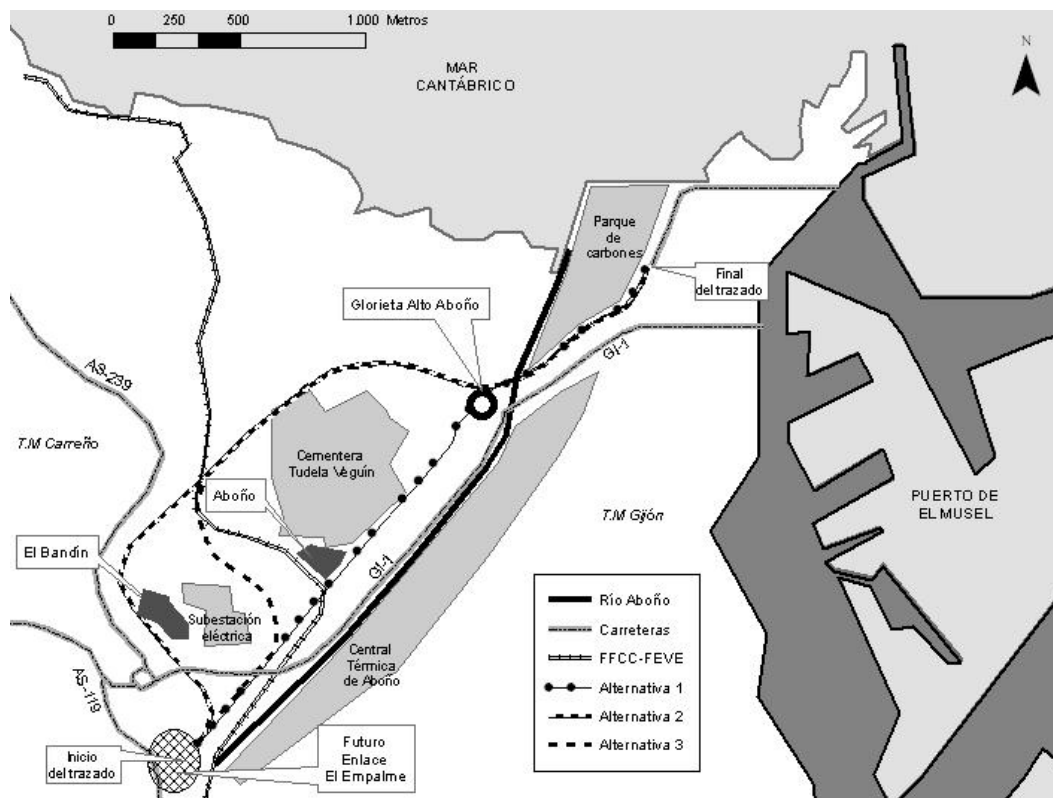 0 250 500 1.000 Metros
MAR
CANTÁBRICO
N
Parque
de
carbones
Final
del trazado
Glorieta Alto Aboño
GI-1
AS-239
T.M Carreño
Cementera
Tudela Veguín
Aboño
PUERTO DE
EL MUSEL
T.M Gijón
El Bandín
GI-1
Subestación
eléctrica
Central
Térmica
de Aboño
AS-119
Inicio
del trazado
Futuro
Enlace
El Empalme
Río Aboño
Carreteras
FFCC-FEVE
Alternativa 1
Alternativa 2
Alternativa 3